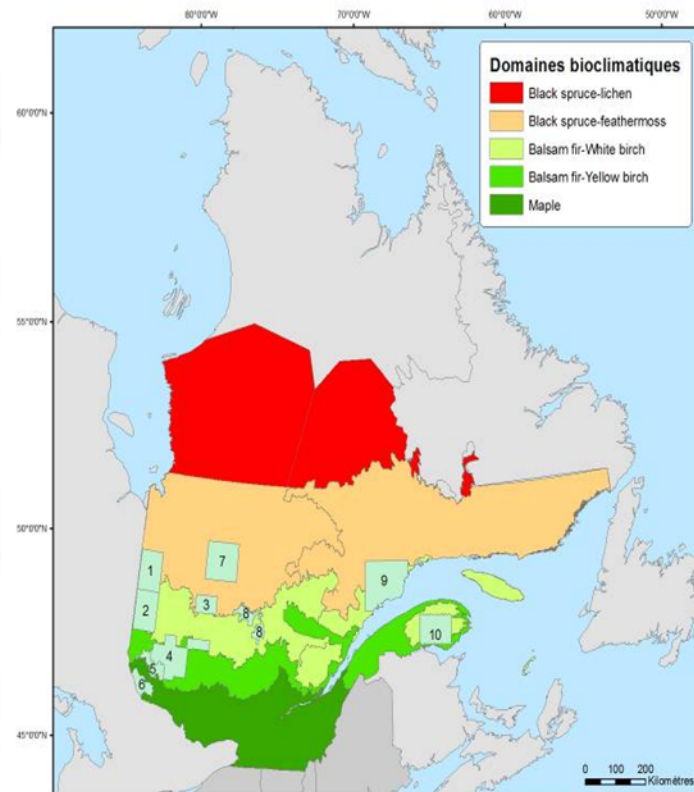 80°0'0"W 70°0'0"W 60°0'0"W 50°0'0"W
60°0'0"N
55°0'0"N
50°0'0"N
45°0'0"N
Domaines bioclimatiques
Black spruce-lichen
Black spruce-feathermoss
Balsam fir-White birch
Balsam fir-Yellow birch
Maple
1
7
9
2
3
8
8
10
4
5
6
0 100 200
Kilomètres